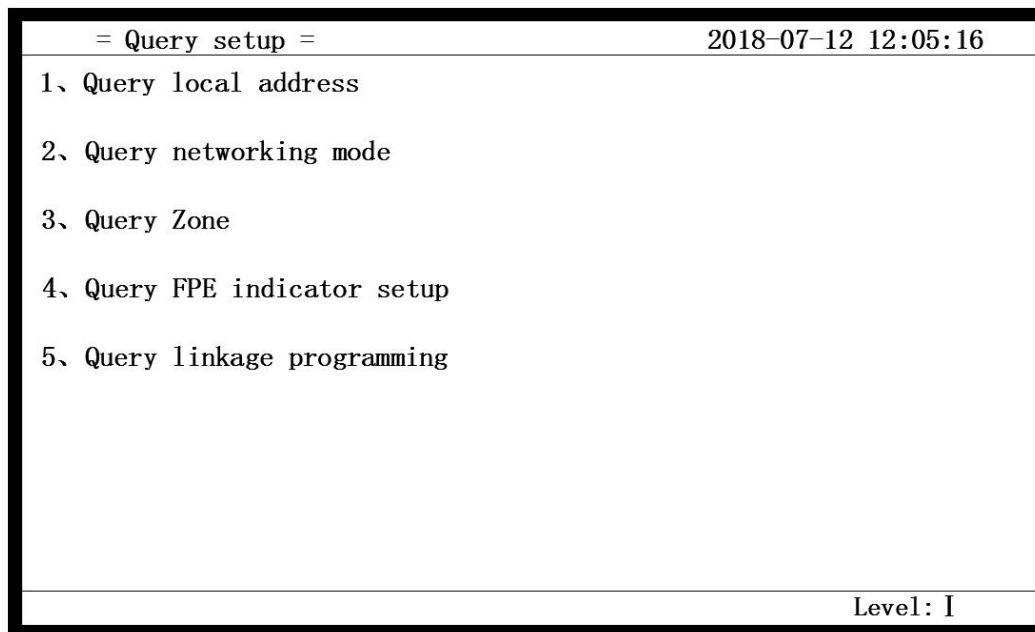 = Query setup = 2018-07-12 12:05:16
1、Query local address
2、Query networking mode
3、Query Zone
4、Query FPE indicator setup
5、Query linkage programming
Level: I